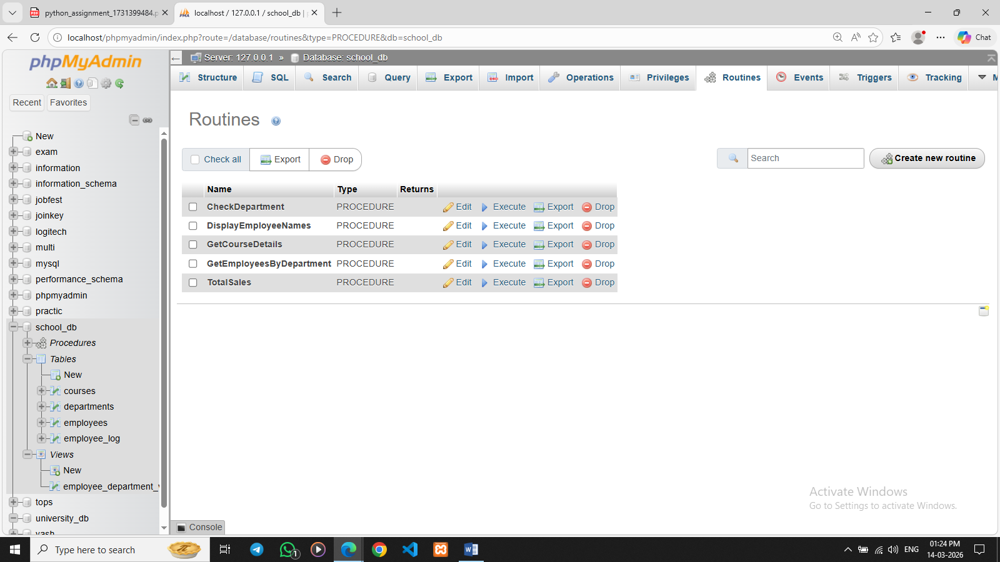 python_assignment_1731399484.p
localhost / 127.0.0.1 / school_db |
localhost/phpmyadmin/index.php?route=/database/routines&type=PROCEDURE&db=school_db
Chat
phpMyAdmin
Recent Favorites
New
exam
information
information_schema
jobfest
joinkey
logitech
multi
mysql
performance_schema
phpmyadmin
practic
school_db
Procedures
Tables
New
courses
departments
employees
employee_log
Views
New
employee_department_
tops
university_db
yash
Server: 127.0.0.1 » Database: school_db
Structure SQL Search Query Export Import Operations Privileges Routines Events Triggers Tracking M
Routines
Check all Export Drop
Search Create new routine
Name Type Returns
CheckDepartment PROCEDURE Edit Execute Export Drop
DisplayEmployeeNames PROCEDURE Edit Execute Export Drop
GetCourseDetails PROCEDURE Edit Execute Export Drop
GetEmployeesByDepartment PROCEDURE Edit Execute Export Drop
TotalSales PROCEDURE Edit Execute Export Drop
Activate Windows
Go to Settings to activate Windows.
Console
Type here to search
1
ENG
01:24 PM
14-03-2026